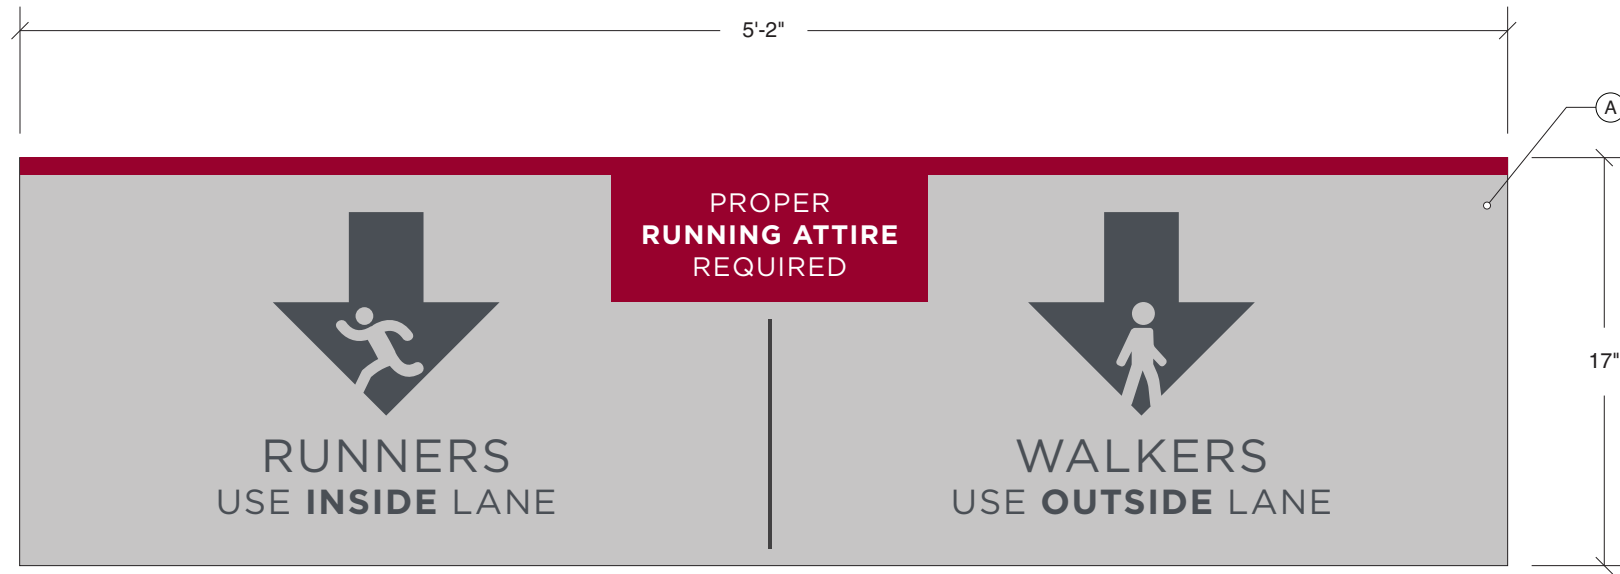 5'-2"
A
PROPER
RUNNING ATTIRE
REQUIRED
17"
RUNNERS
USE INSIDE LANE
WALKERS
USE OUTSIDE LANE